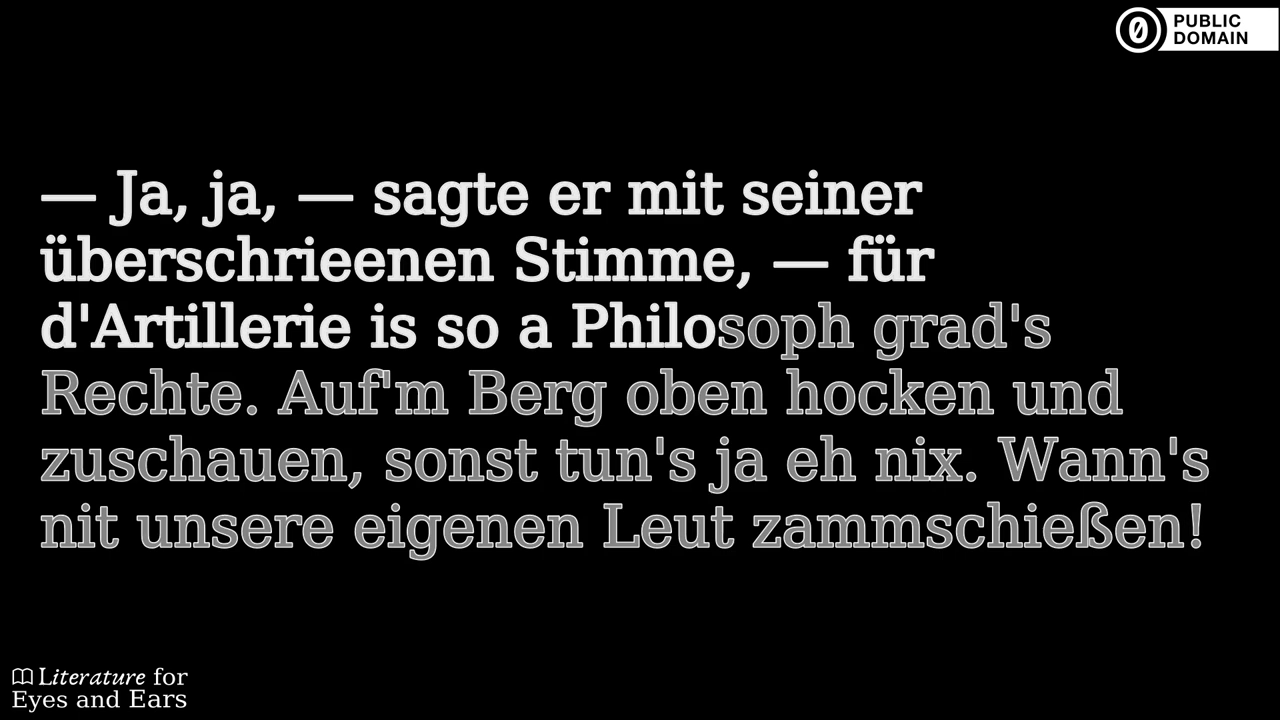 PUBLIC
DOMAIN
— Ja, ja, — sagte er mit seiner
überschrieenen Stimme, — für
d'Artillerie is so a Philosoph grad's
Rechte. Auf'm Berg oben hocken und
zuschauen, sonst tun's ja eh nix. Wann's
nit unsere eigenen Leut zammschießen!
Literature for
Eyes and Ears